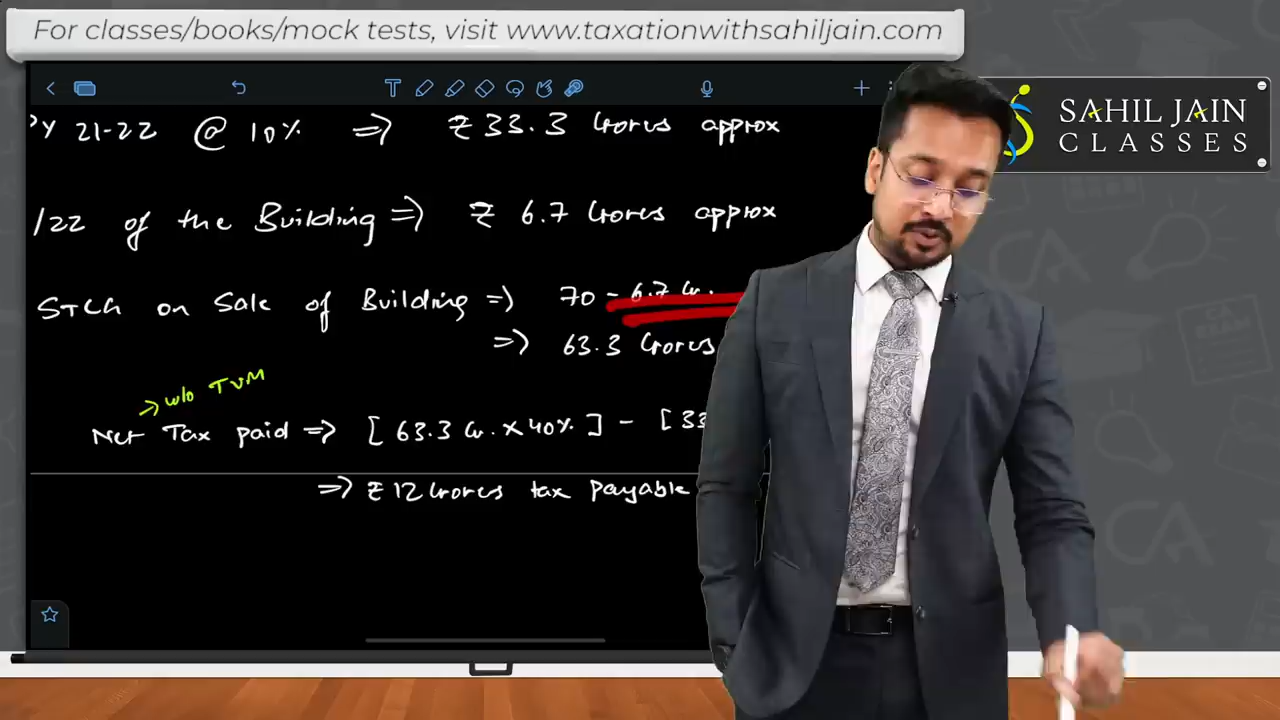 For classes/books/mock tests, visit www.taxationwithsahiljain.com
SAHIL JAIN
CLASSES
PY 21-22 @ 10% => ₹ 33.3 Crores approx
/22 of the Building => ₹ 6.7 Crores approx
STCG on Sale of Building => 70 - 6.7 Cr.
=> 63.3 Crores
-> w/o TVM
Net Tax paid => [ 63.3 Cr. X 40% ] - [ 33
=> ₹ 12 Crores tax payable